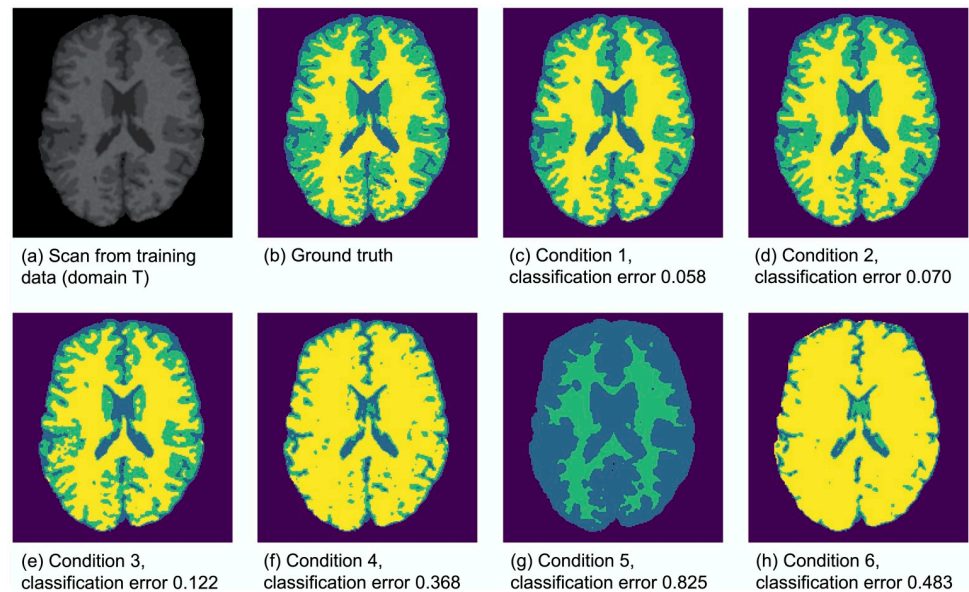 (a) Scan from training
data (domain T)
(b) Ground truth
(c) Condition 1,
classification error 0.058
(d) Condition 2,
classification error 0.070
(e) Condition 3,
classification error 0.122
(f) Condition 4,
classification error 0.368
(g) Condition 5,
classification error 0.825
(h) Condition 6,
classification error 0.483